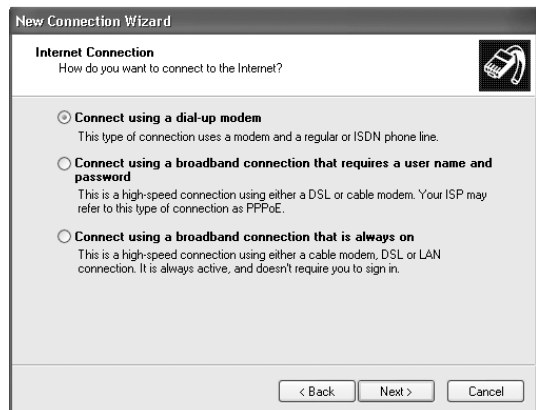 New Connection Wizard
Internet Connection
How do you want to connect to the Internet?
Connect using a dial-up modem
This type of connection uses a modem and a regular or ISDN phone line.
Connect using a broadband connection that requires a user name and
password
This is a high-speed connection using either a DSL or cable modem. Your ISP may
refer to this type of connection as PPPoE.
Connect using a broadband connection that is always on
This is a high-speed connection using either a cable modem, DSL or LAN
connection. It is always active, and doesn't require you to sign in.
< Back
Next >
Cancel